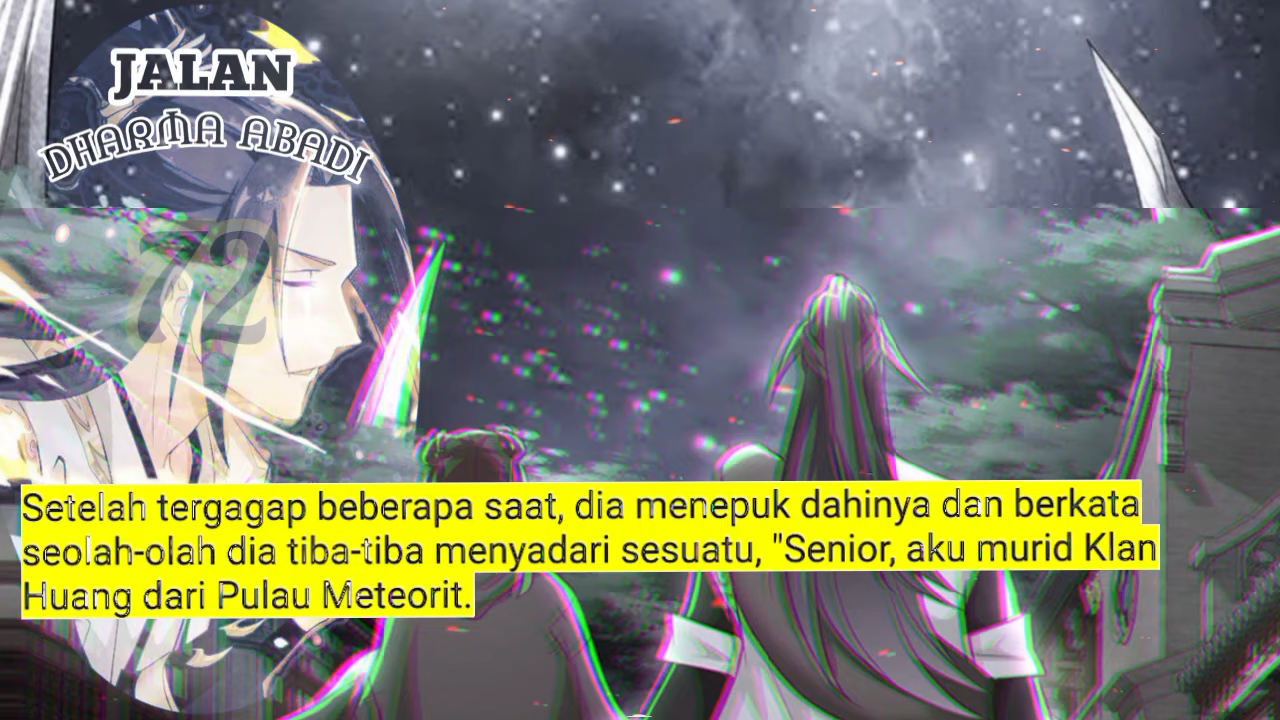 JALAN
DHARMA ABADI
72
Setelah tergagap beberapa saat, dia menepuk dahinya dan berkata
seolah-olah dia tiba-tiba menyadari sesuatu, "Senior, aku murid Klan
Huang dari Pulau Meteorit.